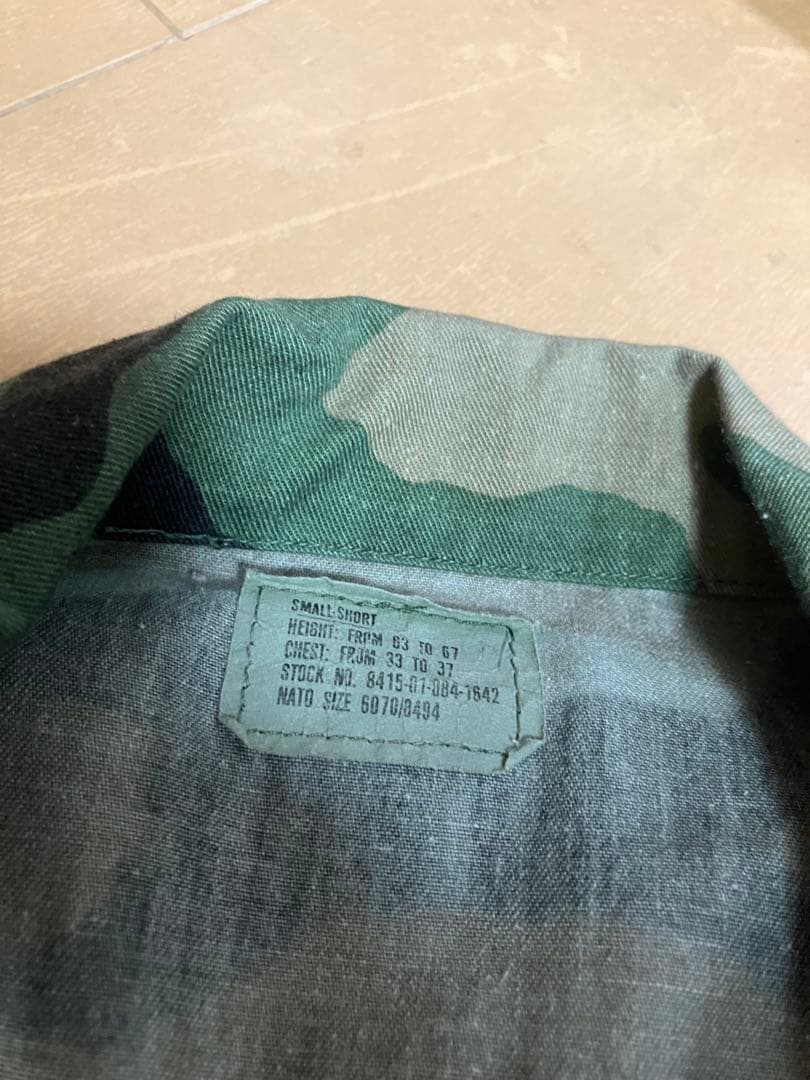 SMALL-SHORT
HEIGHT: FROM 63 TO 67
CHEST: FROM 33 TO 37
STOCK NO. 8415-01-084-1642
NATO SIZE 6070/8494